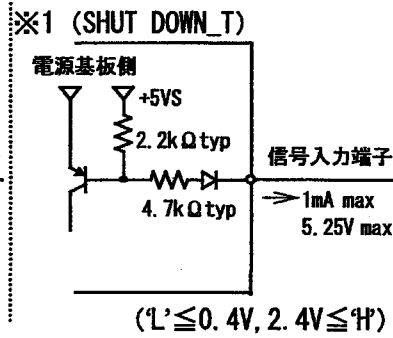 ※1 (SHUT DOWN_T)
電源基板側
+5VS
2.2kΩtyp
信号入力端子
4.7kΩtyp
1mA max
5.25V max
(‘L’≦0.4V, 2.4V≦‘H’)